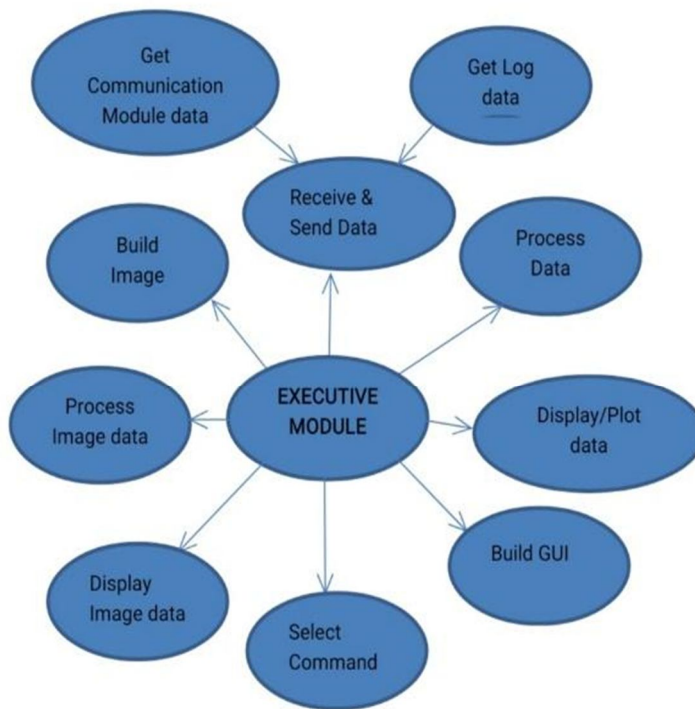 Get
Communication
Module data
Get Log
data
Receive &
Send Data
Build
Image
Process
Data
EXECUTIVE
MODULE
Process
Image data
Display/Plot
data
Build GUI
Display
Image data
Select
Command